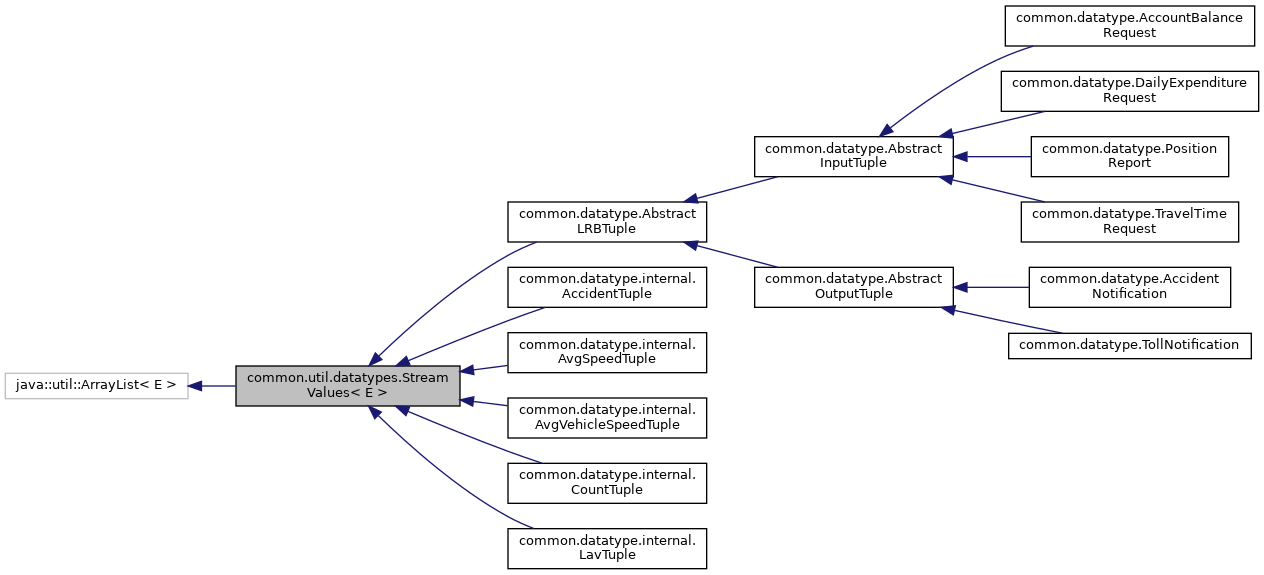 common.datatype.AccountBalance
Request
common.datatype.DailyExpenditure
Request
common.datatype.Abstract
InputTuple
common.datatype.Position
Report
common.datatype.Abstract
LRBTuple
common.datatype.TravelTime
Request
common.datatype.internal.
AccidentTuple
common.datatype.Abstract
OutputTuple
common.datatype.Accident
Notification
common.datatype.internal.
AvgSpeedTuple
common.datatype.TollNotification
java::util::ArrayList< E >
common.util.datatypes.Stream
Values< E >
common.datatype.internal.
AvgVehicleSpeedTuple
common.datatype.internal.
CountTuple
common.datatype.internal.
LavTuple